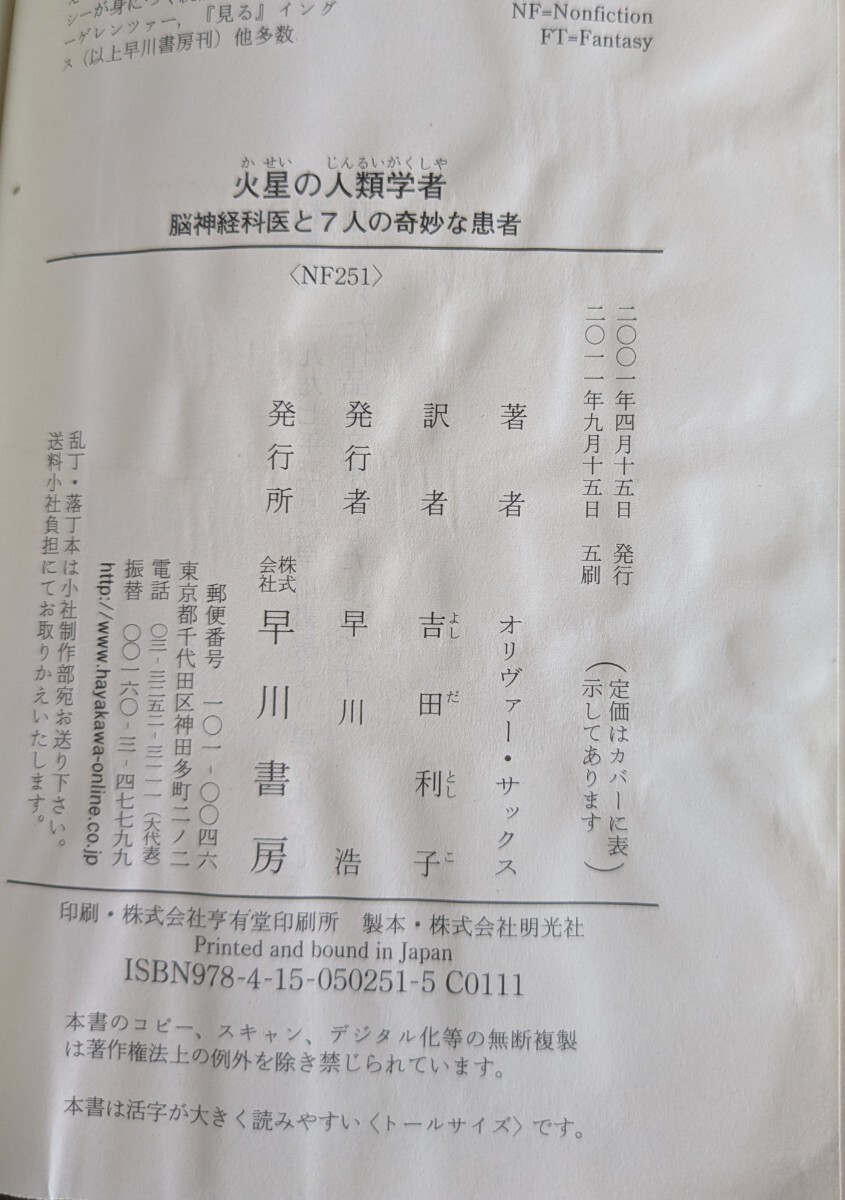 シーが身に
ーゲレンツァー,『見る』イング
ス(以上早川書房刊)他多数
NF=Nonfiction
FT=Fantasy
かせい じんるいがくしや
火星の人類学者
脳神経科医と7人の奇妙な患者
〈NF251〉
二〇〇一年四月十五日 発行
二〇一一年九月十五日 五刷
(定価はカバーに表
示してあります)
著者 オリヴァー・サックス
訳者 吉田利子
よしだとしこ
発行者 早川浩
発行所 株式会社 早川書房
郵便番号 一〇一-〇〇四六
東京都千代田区神田多町二ノ二
電話 〇三-三二五二-三一一一(大代表)
振替 〇〇一六〇-三-四七七九九
http://www.hayakawa-online.co.jp
乱丁・落丁本は小社制作部宛お送り下さい。
送料小社負担にてお取りかえいたします。
印刷・株式会社亨有堂印刷所 製本・株式会社明光社
Printed and bound in Japan
ISBN978-4-15-050251-5 C0111
本書のコピー、スキャン、デジタル化等の無断複製
は著作権法上の例外を除き禁じられています。
本書は活字が大きく読みやすい〈トールサイズ〉です。